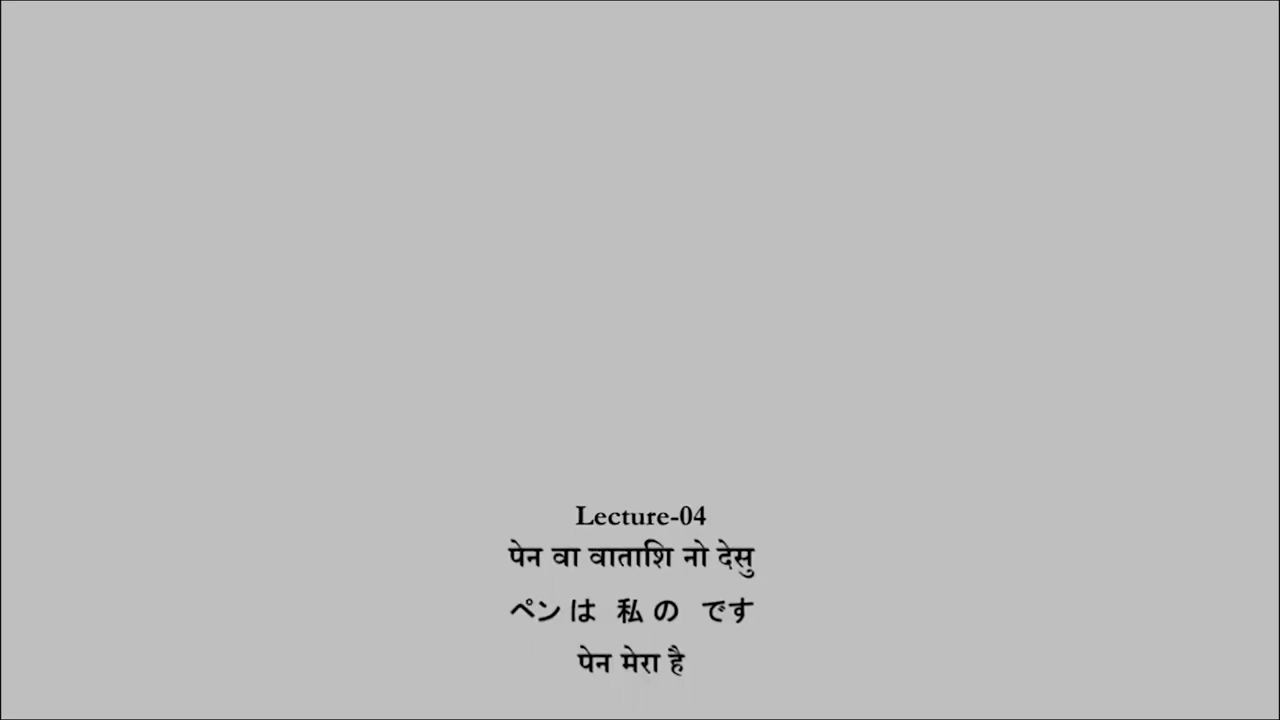 Lecture-04
पेन वा वाताशि नो देसु
ペン は 私 の です
पेन मेरा है